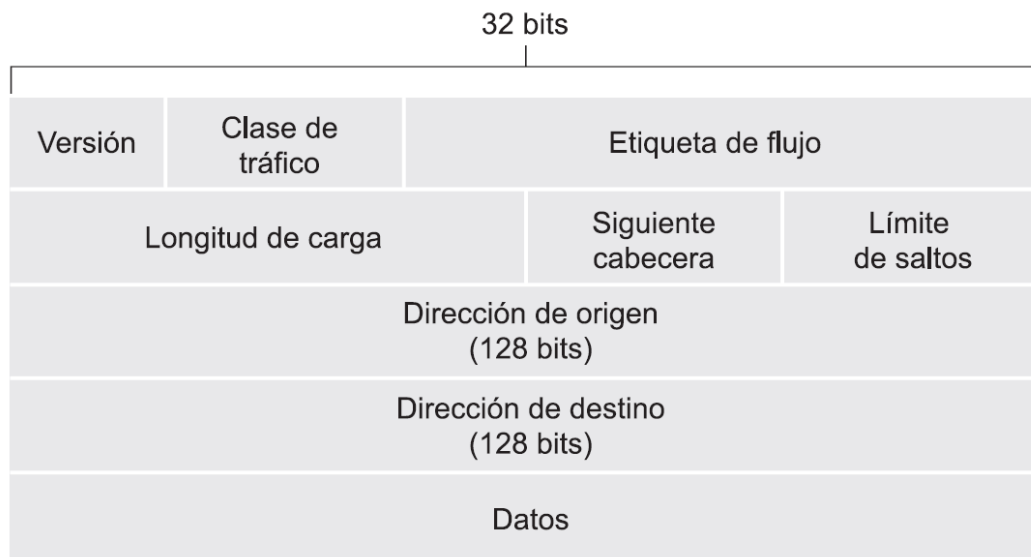 32 bits
Versión
Clase de
tráfico
Etiqueta de flujo
Longitud de carga
Siguiente
cabecera
Límite
de saltos
Dirección de origen
(128 bits)
Dirección de destino
(128 bits)
Datos